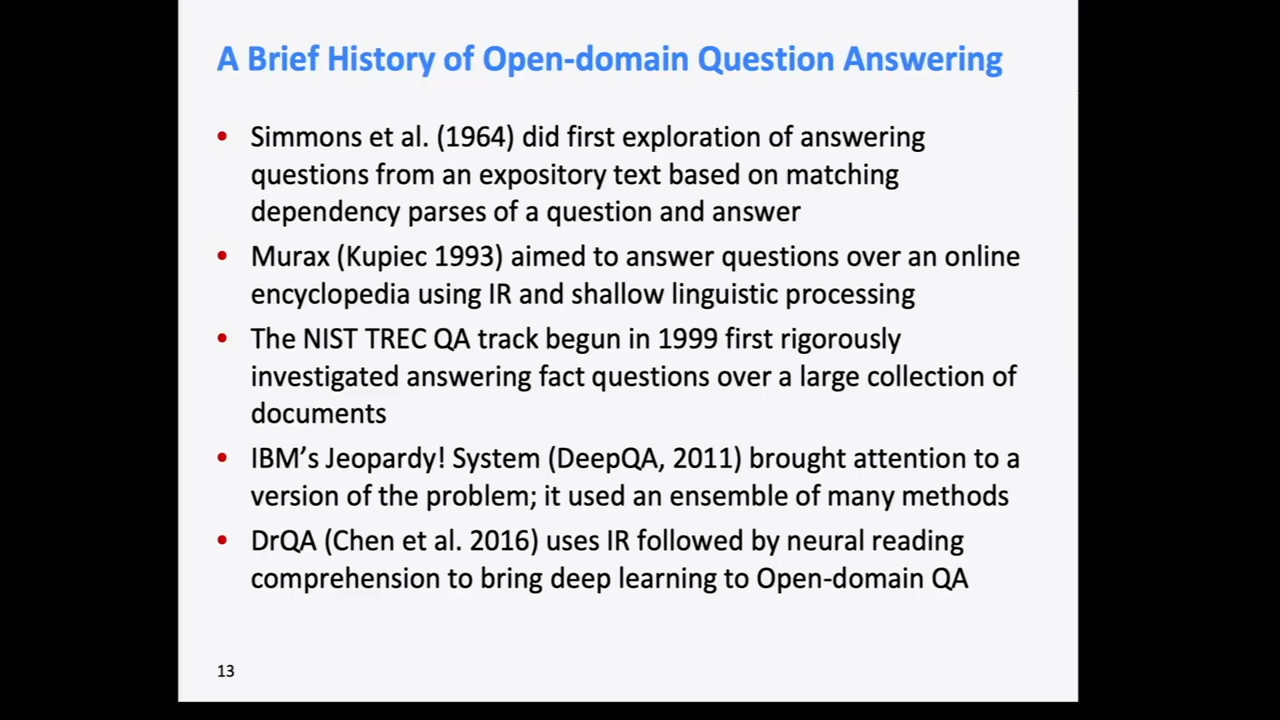 A Brief History of Open-domain Question Answering
• Simmons et al. (1964) did first exploration of answering
questions from an expository text based on matching
dependency parses of a question and answer
• Murax (Kupiec 1993) aimed to answer questions over an online
encyclopedia using IR and shallow linguistic processing
• The NIST TREC QA track begun in 1999 first rigorously
investigated answering fact questions over a large collection of
documents
• IBM’s Jeopardy! System (DeepQA, 2011) brought attention to a
version of the problem; it used an ensemble of many methods
• DrQA (Chen et al. 2016) uses IR followed by neural reading
comprehension to bring deep learning to Open-domain QA
13